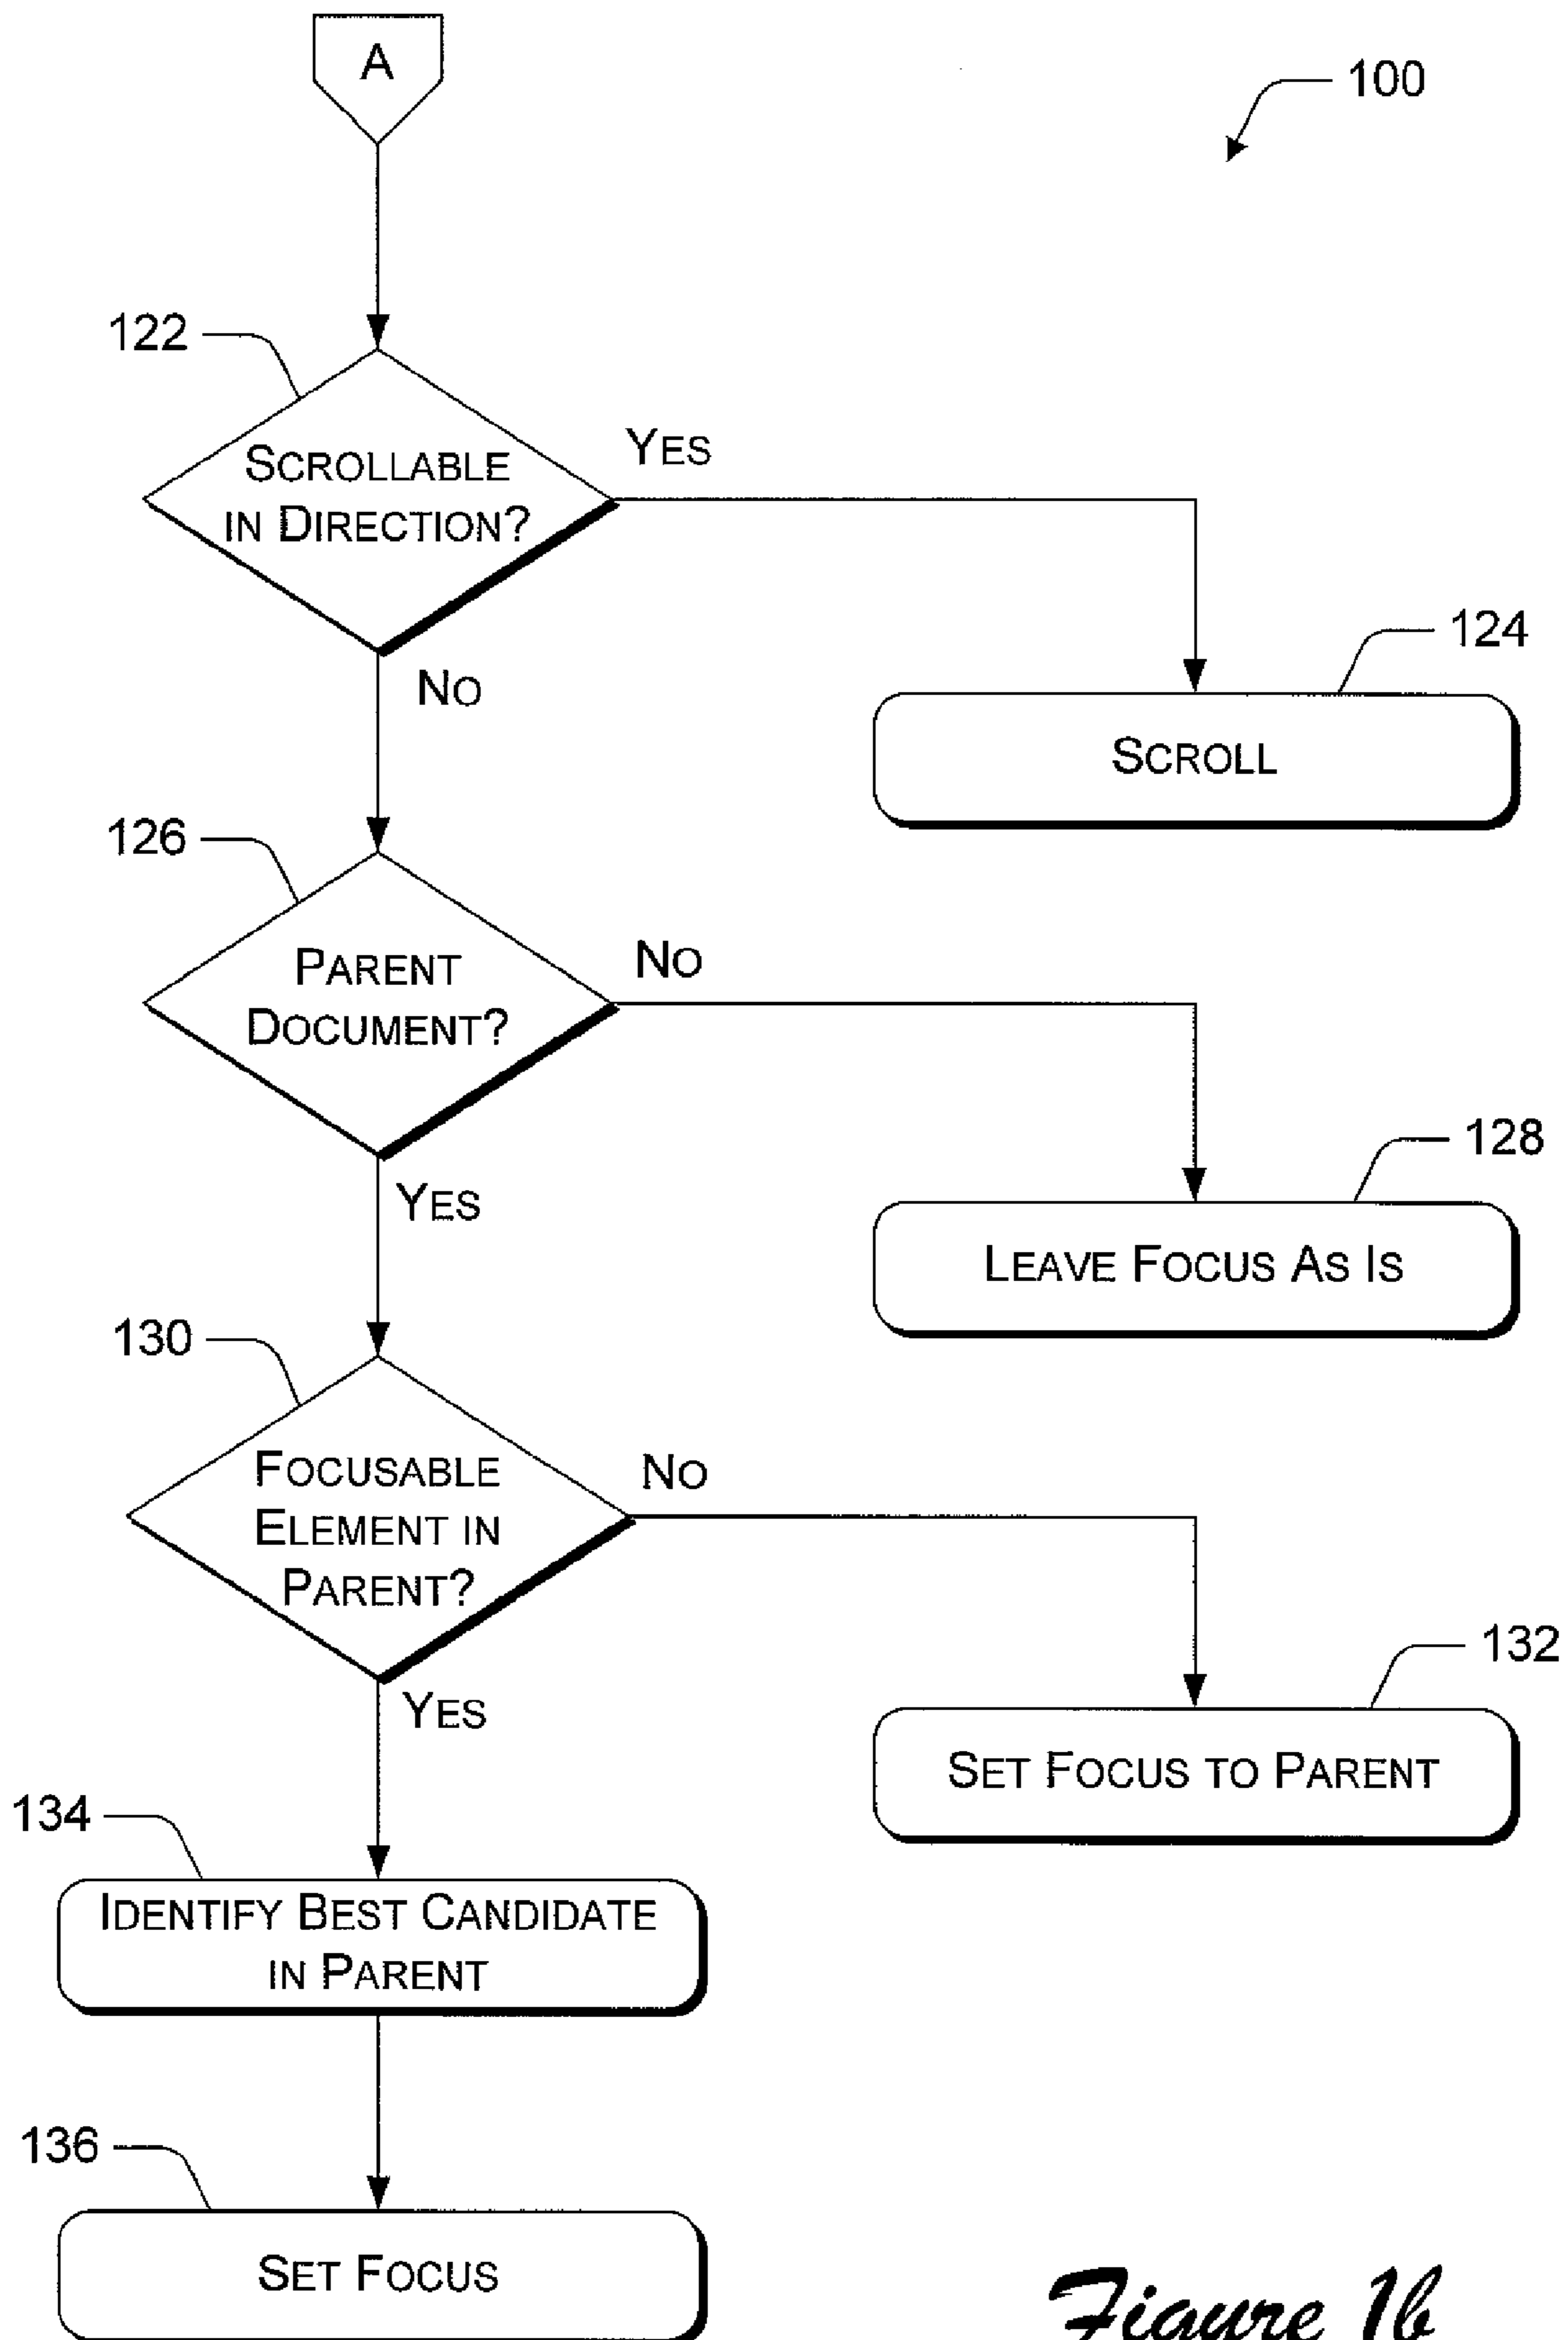 A
100
122
SCROLLABLE
IN DIRECTION?
YES
NO
124
SCROLL
126
PARENT
DOCUMENT?
NO
YES
128
LEAVE FOCUS AS IS
130
FOCUSABLE
ELEMENT IN
PARENT?
NO
YES
132
SET FOCUS TO PARENT
134
IDENTIFY BEST CANDIDATE
IN PARENT
136
SET FOCUS
Figure 1b